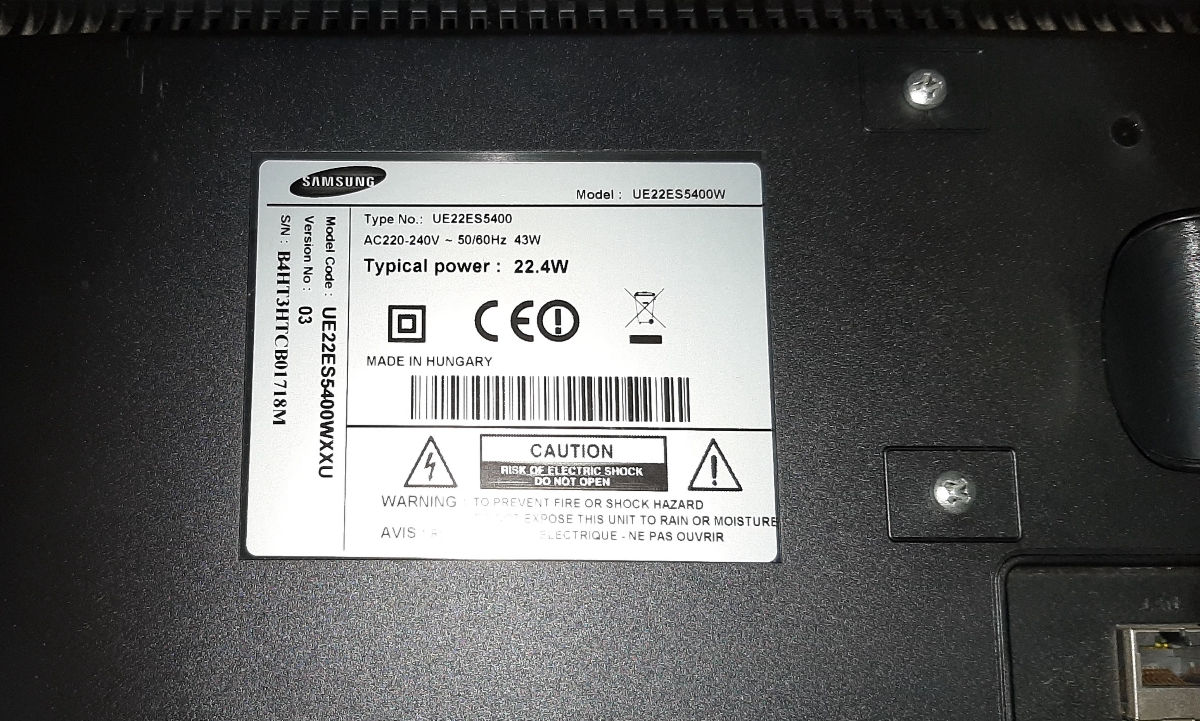 SAMSUNG
Model : UE22ES5400W
Model Code : UE22ES5400WXXU
Version No : 03
S/N : B4HT3HTCB01718M
Type No.: UE22ES5400
AC220-240V ~ 50/60Hz 43W
Typical power : 22.4W
CE
MADE IN HUNGARY
CAUTION
RISK OF ELECTRIC SHOCK
DO NOT OPEN
WARNING : TO PREVENT FIRE OR SHOCK HAZARD
EXPOSE THIS UNIT TO RAIN OR MOISTURE
AVIS : ELECTRIQUE - NE PAS OUVRIR